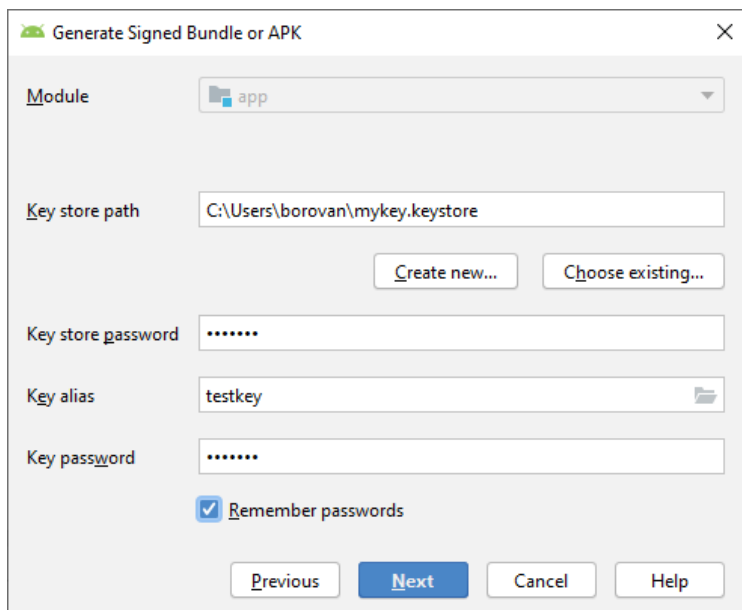 Generate Signed Bundle or APK
Module
app
Key store path
C:\Users\borovan\mykey.keystore
Create new...
Choose existing...
Key store password
•••••••
Key alias
testkey
Key password
•••••••
Remember passwords
Previous
Next
Cancel
Help